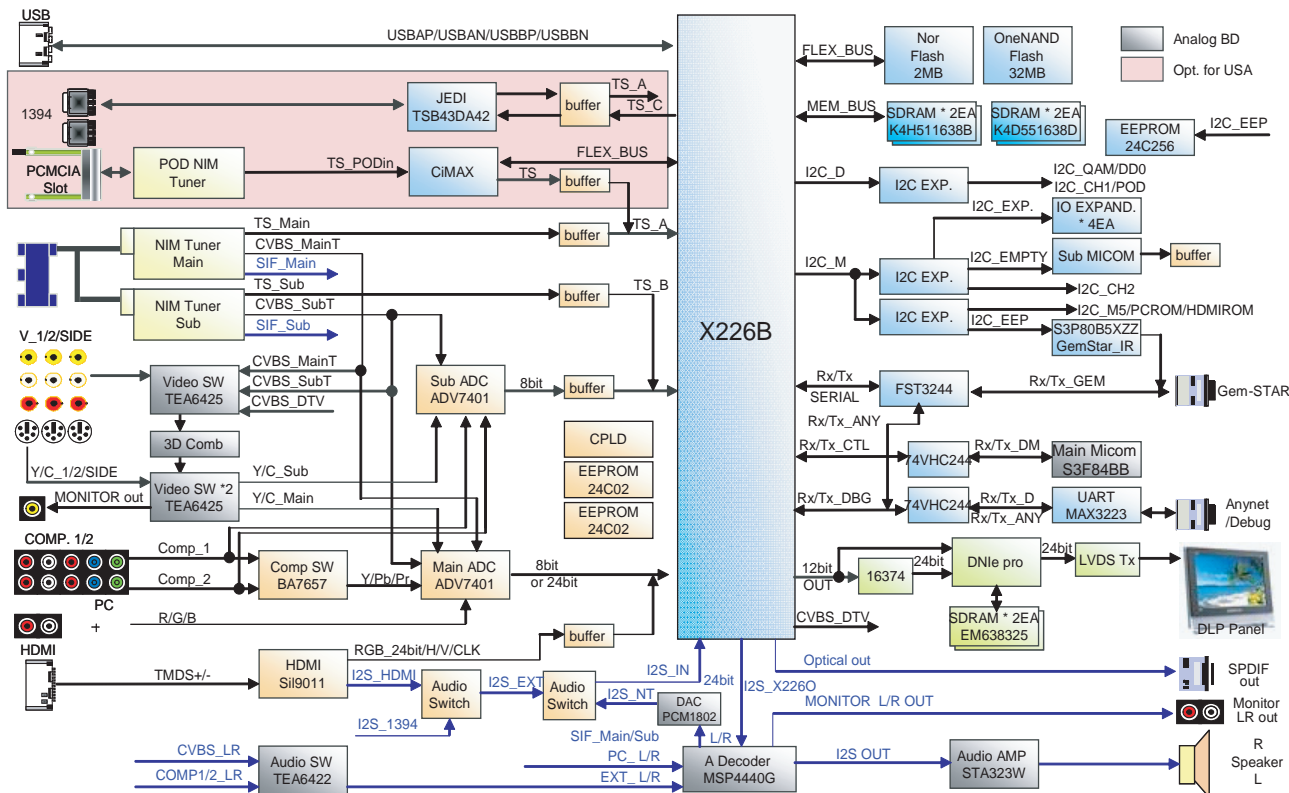 USB
USBAP/USBAN/USBBP/USBBN
FLEX_BUS
Nor
Flash
2MB
OneNAND
Flash
32MB
Analog BD
Opt. for USA
1394
JEDI
TSB43DA42
buffer
TS_A
TS_C
MEM_BUS
SDRAM * 2EA
K4H511638B
SDRAM * 2EA
K4D551638D
EEPROM
24C256
I2C_EEP
PCMCIA
Slot
POD NIM
Tuner
TS_PODin
CiMAX
FLEX_BUS
TS
buffer
I2C_D
I2C EXP.
I2C_QAM/DD0
I2C_CH1/POD
TS_Main
CVBS_MainT
SIF_Main
NIM Tuner
Main
buffer
TS_A
I2C_EXP.
IO EXPAND.
* 4EA
I2C_M
I2C EXP.
I2C_EMPTY
Sub MICOM
buffer
I2C_CH2
TS_Sub
CVBS_SubT
SIF_Sub
NIM Tuner
Sub
buffer
TS_B
I2C EXP.
I2C_M5/PCROM/HDMIROM
I2C_EEP
S3P80B5XZZ
GemStar_IR
X226B
V_1/2/SIDE
Video SW
TEA6425
CVBS_MainT
CVBS_SubT
CVBS_DTV
Sub ADC
ADV7401
8bit
buffer
Rx/Tx
SERIAL
FST3244
Rx/Tx_GEM
Gem-STAR
Rx/Tx_ANY
3D Comb
CPLD
Rx/Tx_CTL
74VHC244
Rx/Tx_DM
Main Micom
S3F84BB
Y/C_1/2/SIDE
Video SW *2
TEA6425
Y/C_Sub
Y/C_Main
EEPROM
24C02
MONITOR out
EEPROM
24C02
Rx/Tx_DBG
74VHC244
Rx/Tx_D
Rx/Tx_ANY
UART
MAX3223
Anynet
/Debug
COMP. 1/2
Comp_1
Comp_2
Comp SW
BA7657
Y/Pb/Pr
Main ADC
ADV7401
8bit
or 24bit
12bit
OUT
16374
24bit
DNIe pro
24bit
LVDS Tx
PC
+
R/G/B
SDRAM * 2EA
EM638325
DLP Panel
CVBS_DTV
HDMI
TMDS+/-
HDMI
SiI9011
RGB_24bit/H/V/CLK
buffer
I2S_HDMI
Audio
Switch
I2S_EXT
Audio
Switch
I2S_IN
24bit
I2S_NT
DAC
PCM1802
I2S_X226O
Optical out
SPDIF
out
I2S_1394
MONITOR L/R OUT
Monitor
LR out
SIF_Main/Sub
L/R
CVBS_LR
COMP1/2_LR
Audio SW
TEA6422
PC_ L/R
EXT_ L/R
A Decoder
MSP4440G
I2S OUT
Audio AMP
STA323W
R
Speaker
L